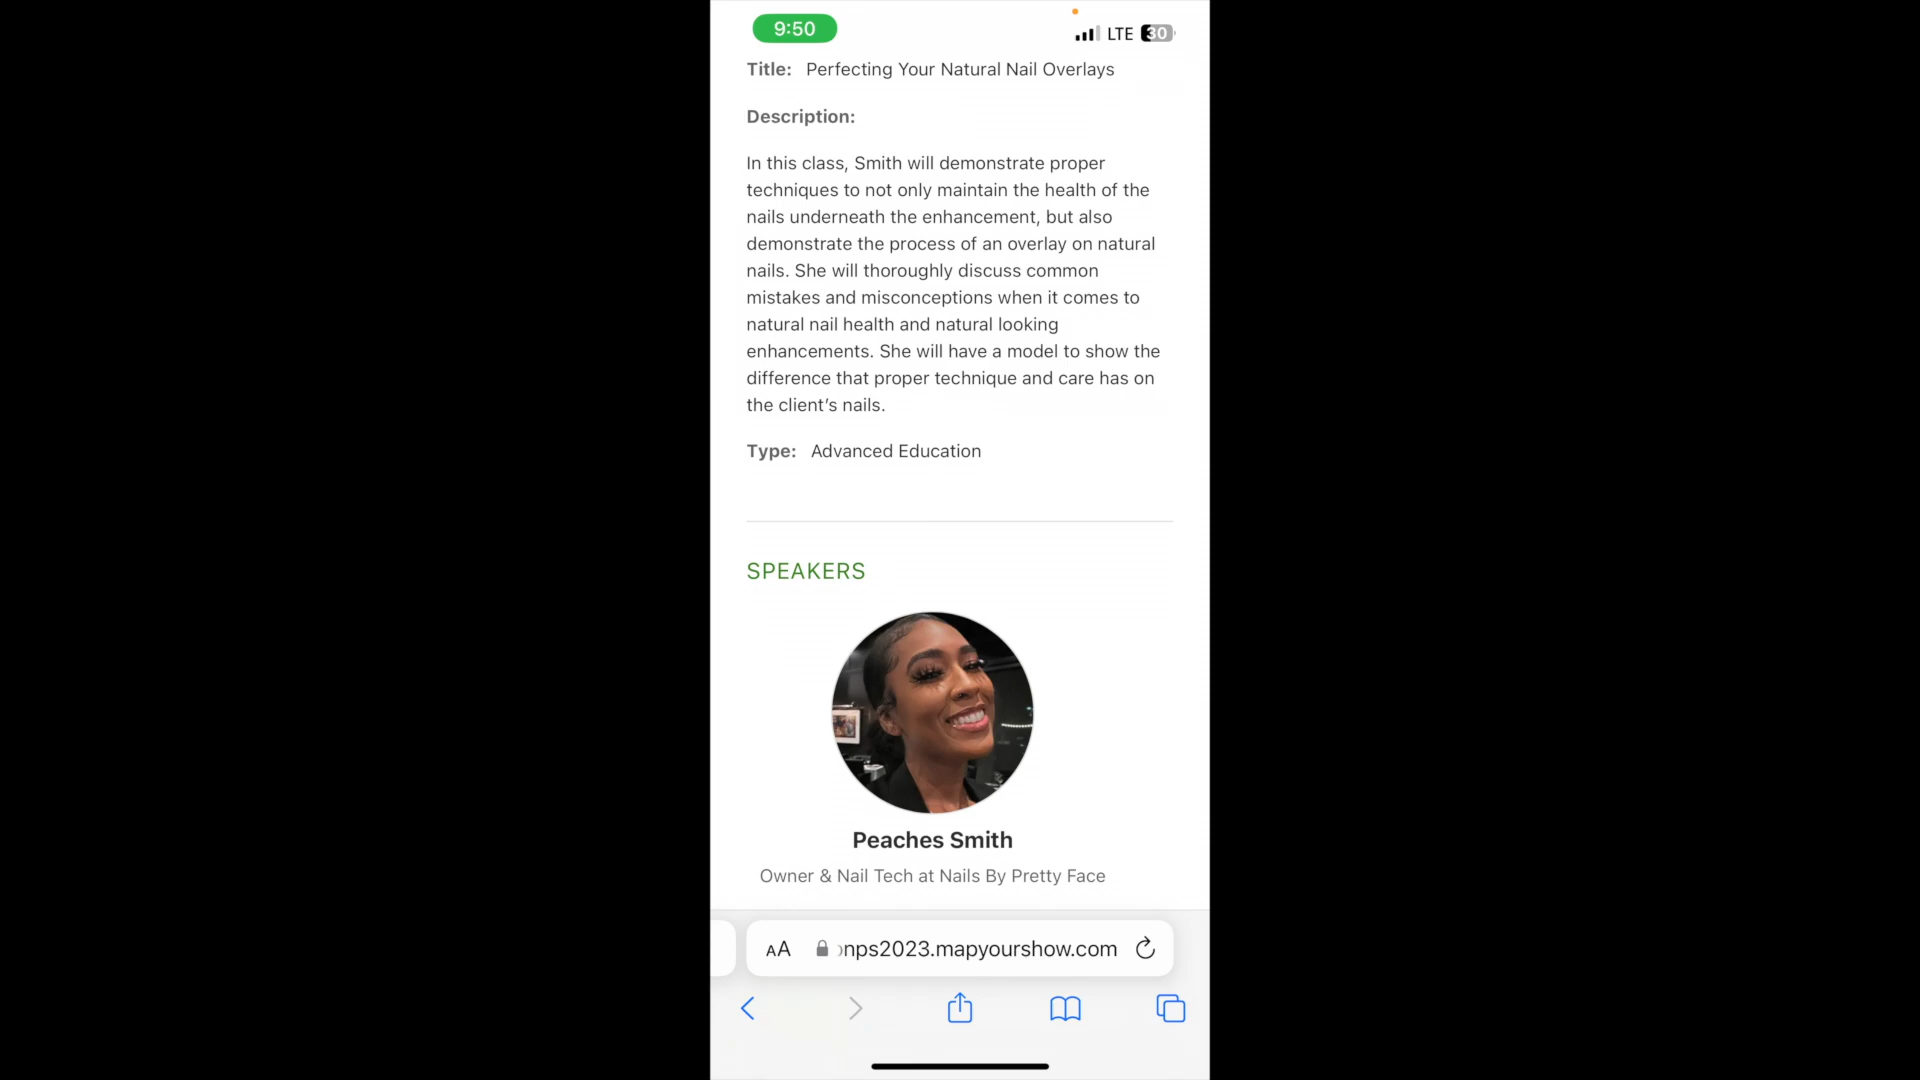 9:50
LTE 30
Title: Perfecting Your Natural Nail Overlays
Description:
In this class, Smith will demonstrate proper
techniques to not only maintain the health of the
nails underneath the enhancement, but also
demonstrate the process of an overlay on natural
nails. She will thoroughly discuss common
mistakes and misconceptions when it comes to
natural nail health and natural looking
enhancements. She will have a model to show the
difference that proper technique and care has on
the client’s nails.
Type: Advanced Education
SPEAKERS
Peaches Smith
Owner & Nail Tech at Nails By Pretty Face
AA nps2023.mapyourshow.com